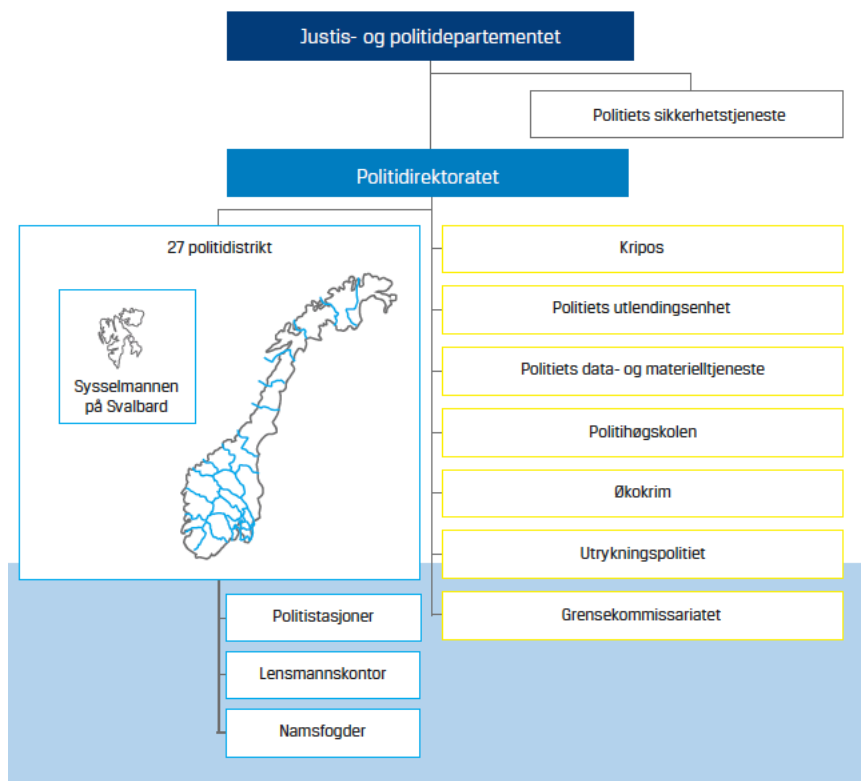 Justis- og politidepartementet
Politiets sikkerhetstjeneste
Politidirektoratet
27 politidistrikt
Sysselmannen
på Svalbard
Kripos
Politiets utlendingsenhet
Politiets data- og materielltjeneste
Politihøgskolen
Økokrim
Utrykningspolitiet
Grensekommissariatet
Politistasjoner
Lensmannskontor
Namsfogder